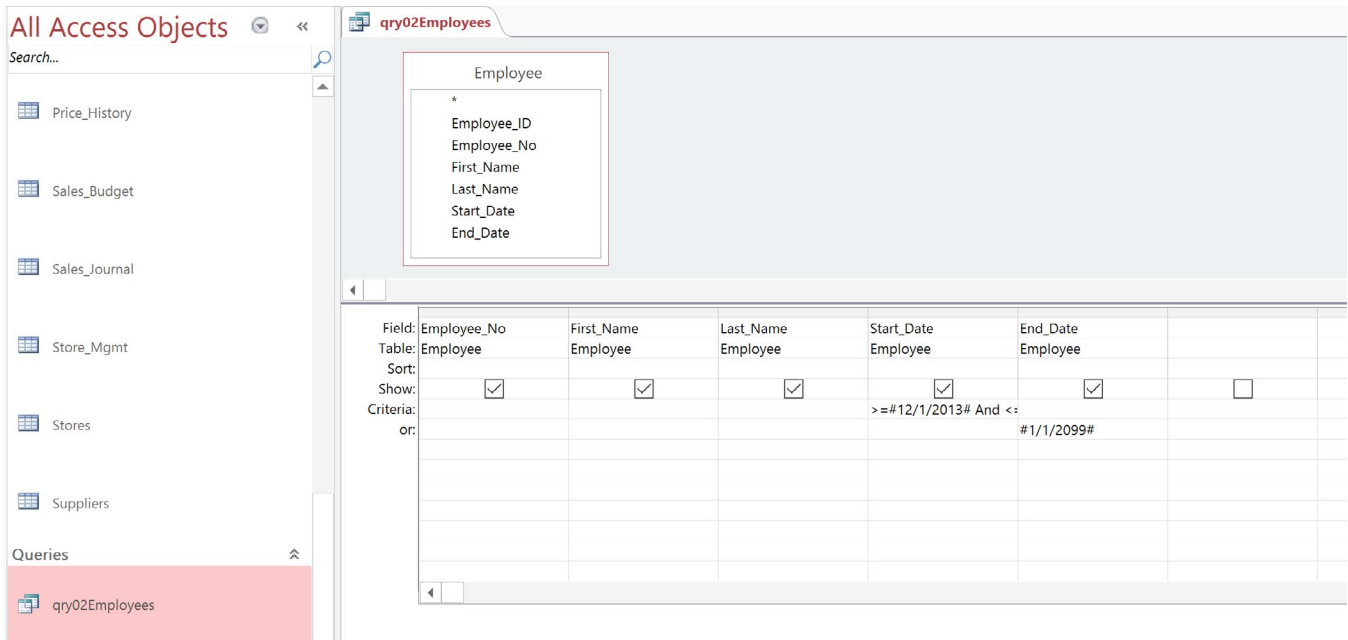 All Access Objects
Search...
Price_History
Sales_Budget
Sales_Journal
Store_Mgmt
Stores
Suppliers
Queries
qry02Employees
qry02Employees
Employee
*
Employee_ID
Employee_No
First_Name
Last_Name
Start_Date
End_Date
Field: Employee_No First_Name Last_Name Start_Date End_Date
Table: Employee Employee Employee Employee Employee
Sort:
Show:
Criteria: >=#12/1/2013# And <=
or: #1/1/2099#